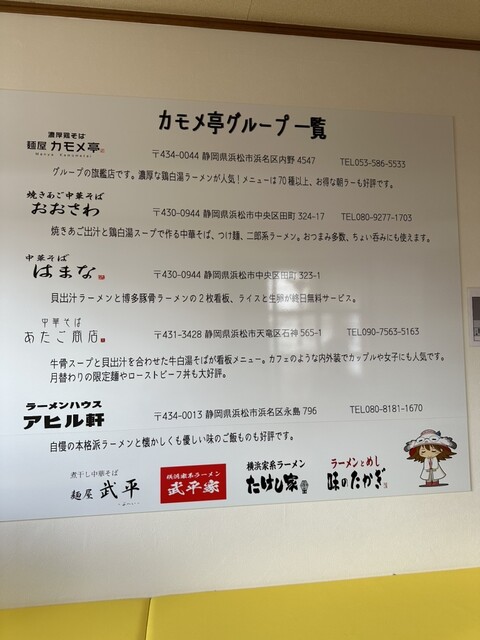 カモメ亭グループ一覧
濃厚鶏そば
麺屋 カモメ亭
〒434-0044 静岡県浜松市浜名区内野 4547 TEL053-586-5533
グループの旗艦店です。濃厚な鶏白湯ラーメンが人気!メニューは70種以上、お得な朝ラーも好評です。
焼きあご中華そば
おおさわ
〒430-0944 静岡県浜松市中央区田町 324-17 TEL080-9277-1703
焼きあご出汁と鶏白湯スープで作る中華そば、つけ麺、二郎系ラーメン。おつまみ多数、ちょい呑みにも使えます。
中華そば
はまな
〒430-0944 静岡県浜松市中央区田町 323-1
貝出汁ラーメンと博多豚骨ラーメンの2枚看板、ライスと生卵が終日無料サービス。
中華そば
あたご商店
〒431-3428 静岡県浜松市天竜区石神 565-1 TEL090-7563-5163
牛骨スープと貝出汁を合わせた牛白湯そばが看板メニュー。カフェのような内外装でカップルや女子にも人気です。
月替わりの限定麺やローストビーフ丼も大好評。
ラーメンハウス
アヒル軒
〒434-0013 静岡県浜松市浜名区永島 796 TEL080-8181-1670
自慢の本格派ラーメンと懐かしくも優しい味のご飯ものも好評です。
煮干し中華そば
麺屋 武平
横浜家系ラーメン
武平家
横浜家系ラーメン
たけし家
ラーメンとめし
味のたかぎ